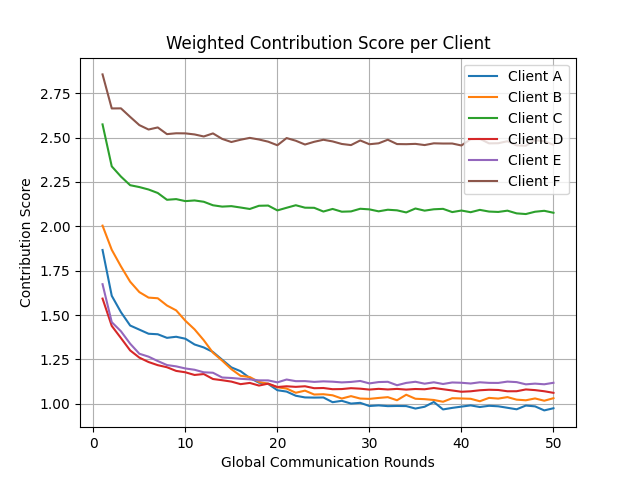 Weighted Contribution Score per Client
Client A
Client B
Client C
Client D
Client E
Client F
2.75
2.50
2.25
2.00
1.75
1.50
1.25
1.00
Contribution Score
0 10 20 30 40 50
Global Communication Rounds